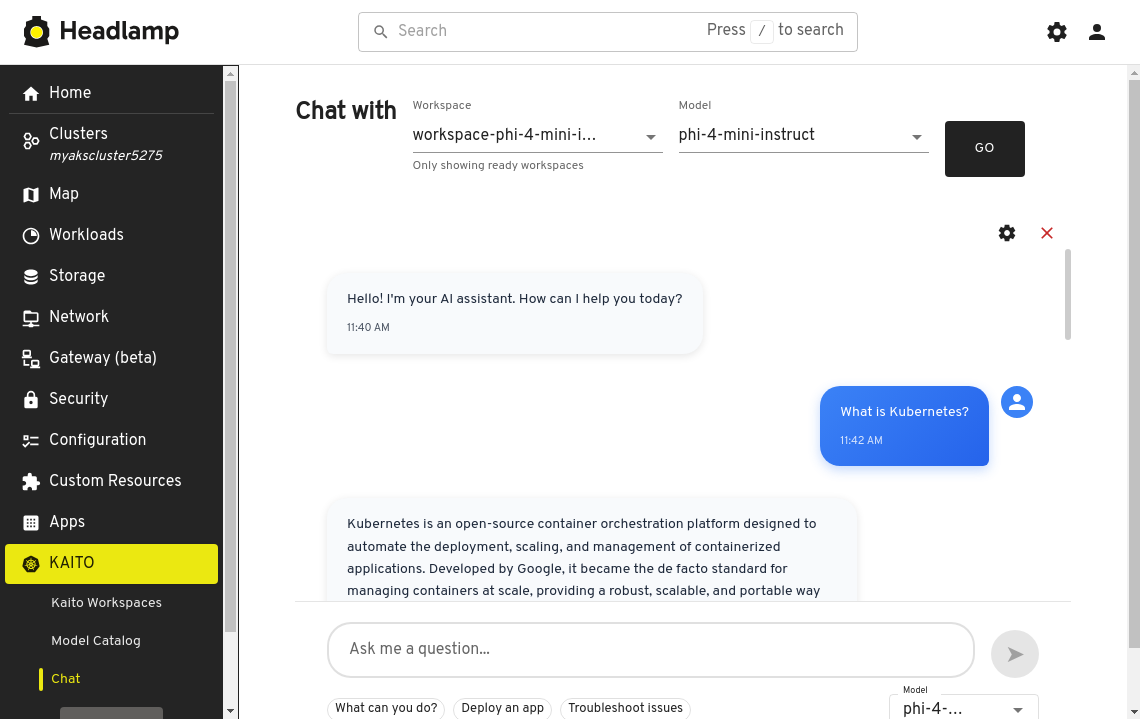 Headlamp
Search
Press / to search
Home
Clusters
myakscluster5275
Map
Workloads
Storage
Network
Gateway (beta)
Security
Configuration
Custom Resources
Apps
KAITO
Kaito Workspaces
Model Catalog
Chat
Chat with
Workspace
workspace-phi-4-mini-i...
Only showing ready workspaces
Model
phi-4-mini-instruct
GO
Hello! I'm your AI assistant. How can I help you today?
11:40 AM
What is Kubernetes?
11:42 AM
Kubernetes is an open-source container orchestration platform designed to
automate the deployment, scaling, and management of containerized
applications. Developed by Google, it became the de facto standard for
managing containers at scale, providing a robust, scalable, and portable way
Ask me a question...
What can you do?
Deploy an app
Troubleshoot issues
Model
phi-4-...